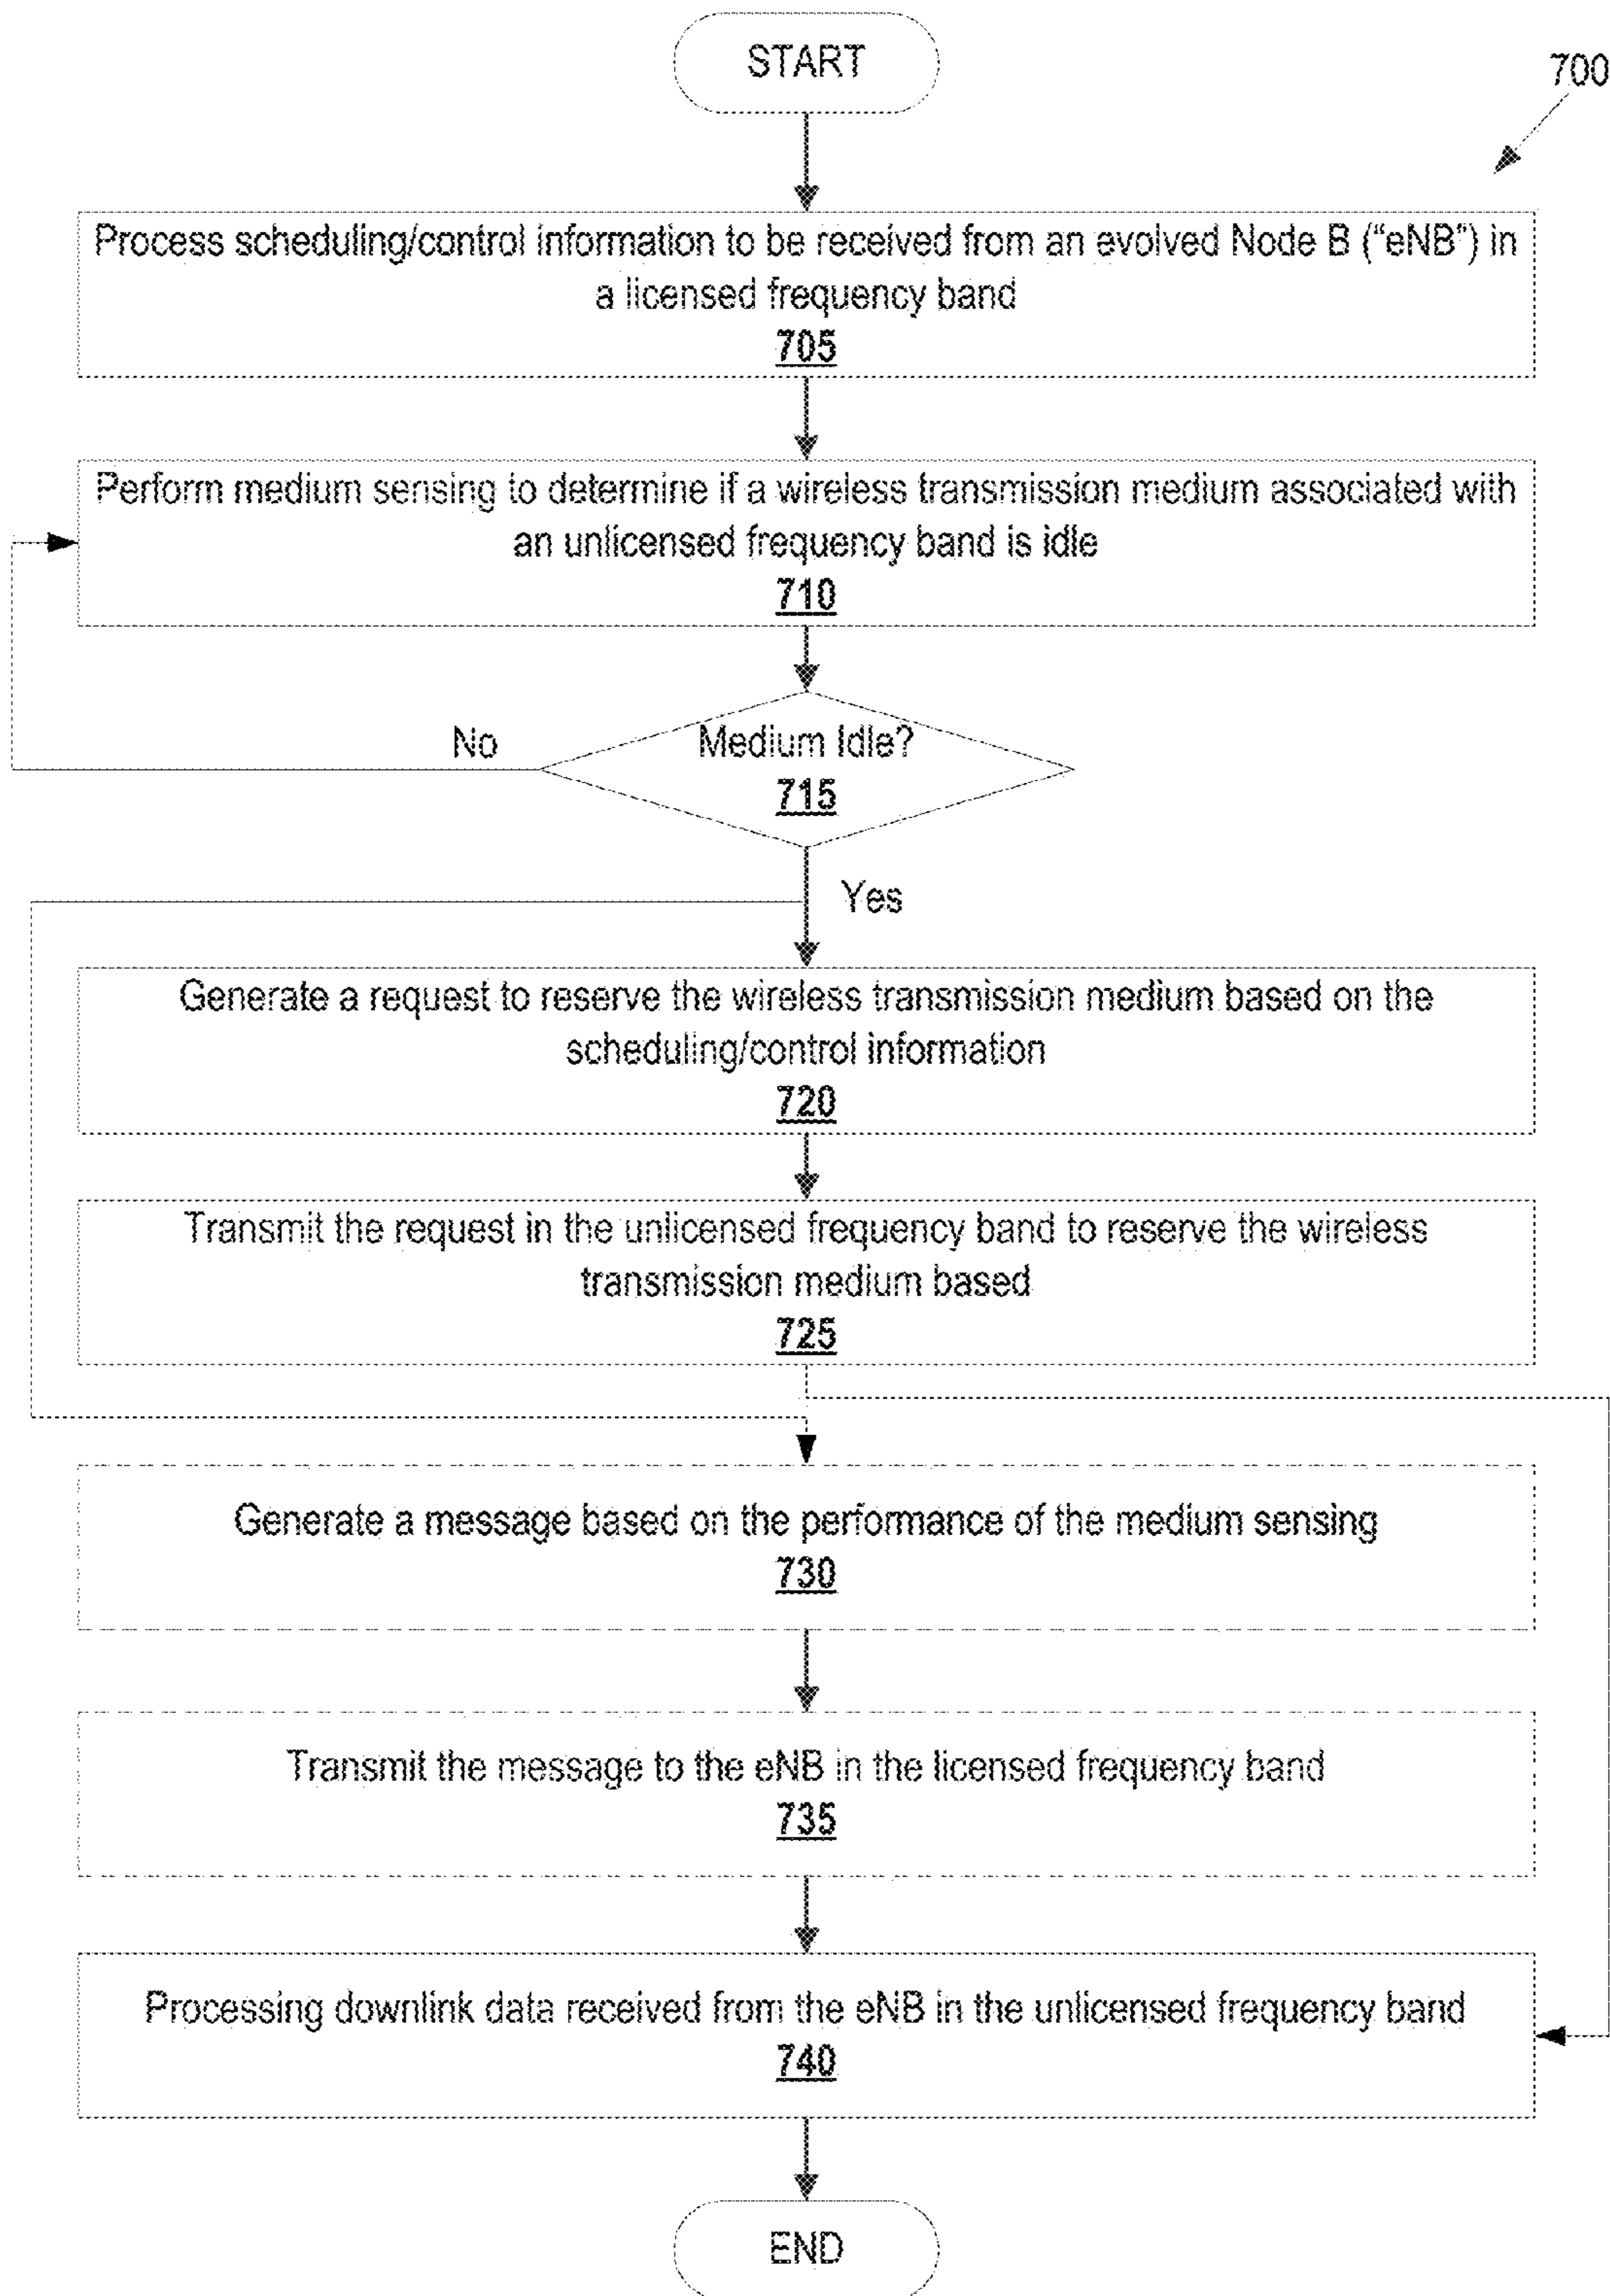 START
700
Process scheduling/control information to be received from an evolved Node B (“eNB”) in
a licensed frequency band
705
Perform medium sensing to determine if a wireless transmission medium associated with
an unlicensed frequency band is idle
710
No
Medium Idle?
715
Yes
Generate a request to reserve the wireless transmission medium based on the
scheduling/control information
720
Transmit the request in the unlicensed frequency band to reserve the wireless
transmission medium based
725
Generate a message based on the performance of the medium sensing
730
Transmit the message to the eNB in the licensed frequency band
735
Processing downlink data received from the eNB in the unlicensed frequency band
740
END